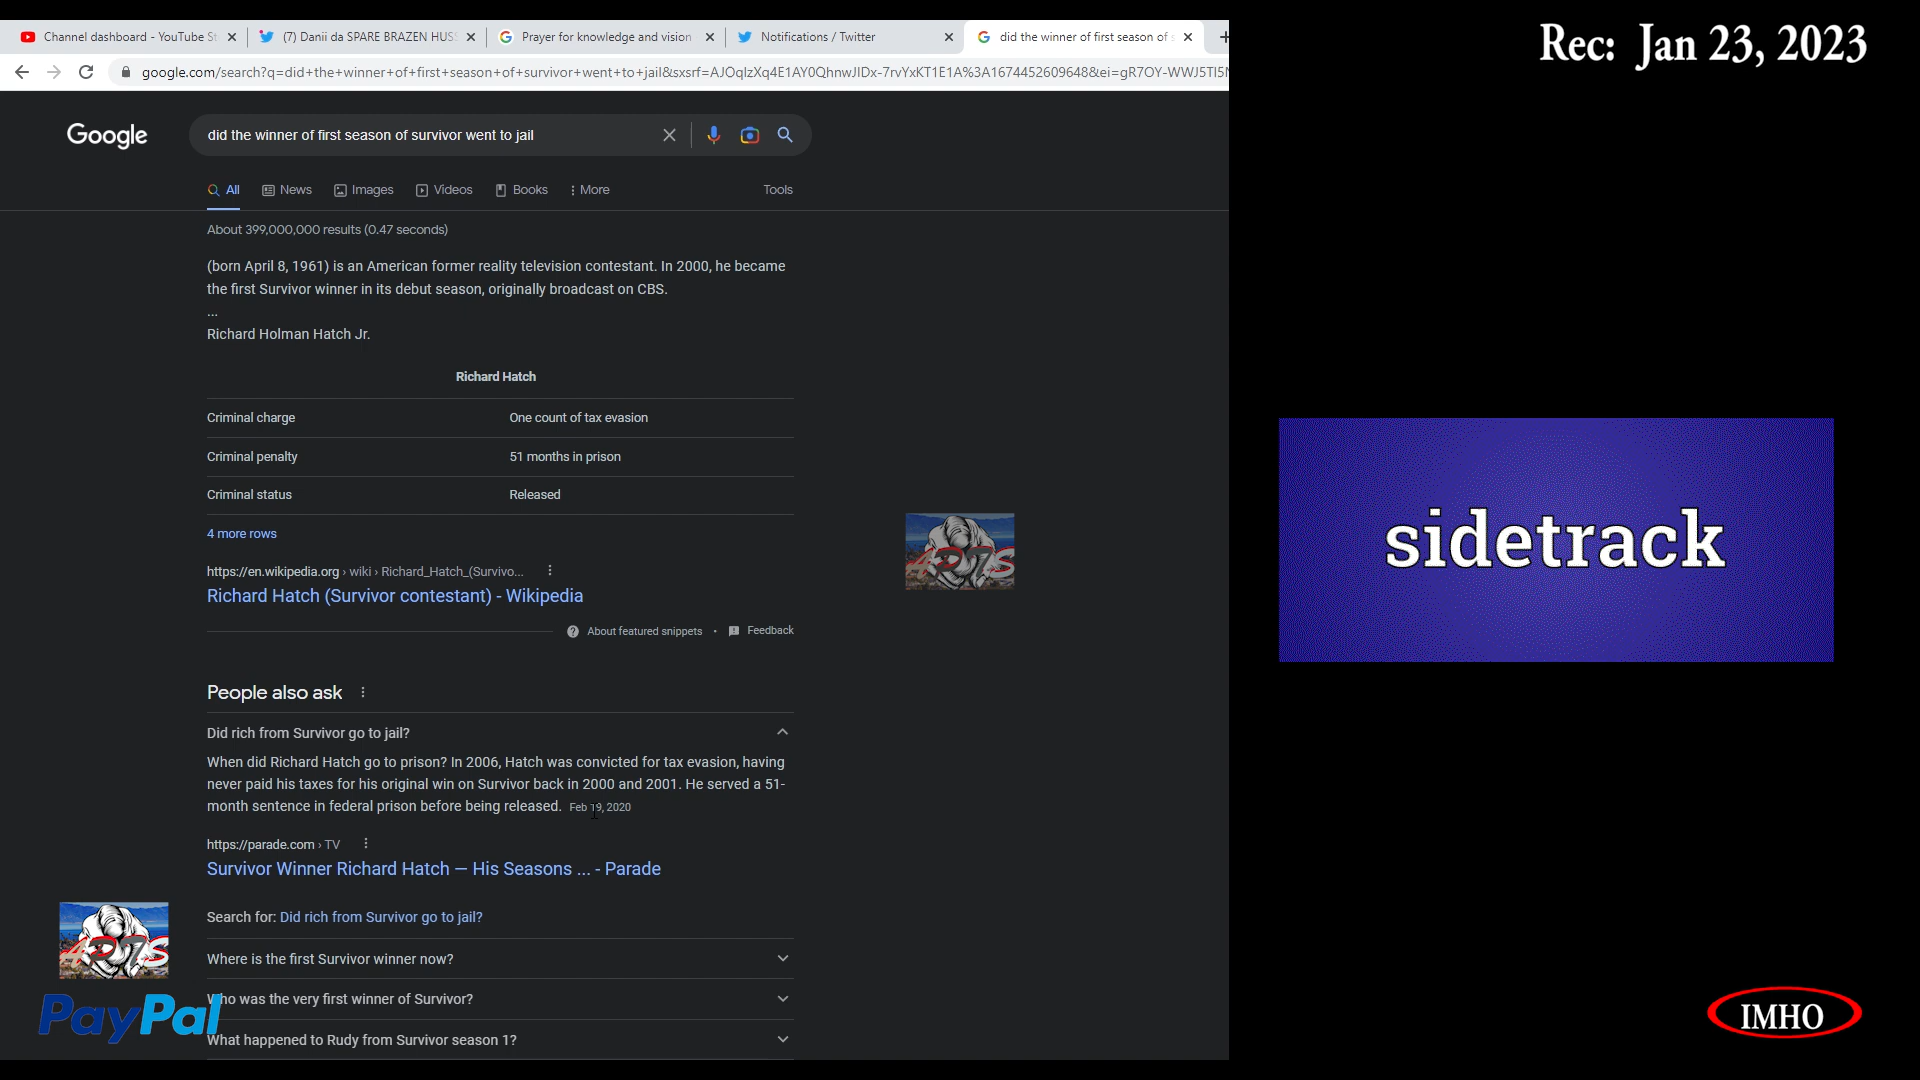 Channel dashboard - YouTube St
(7) Danii da SPARE BRAZEN HUSS
Prayer for knowledge and vision
Notifications / Twitter
did the winner of first season of s
google.com/search?q=did+the+winner+of+first+season+of+survivor+went+to+jail&sxsrf=AJOqlzXq4E1AY0QhnwJIDx-7rvYxKT1E1A%3A1674452609648&ei=gR7OY-WWJ5TI5N
Rec: Jan 23, 2023
Google
did the winner of first season of survivor went to jail
All
News
Images
Videos
Books
More
Tools
About 399,000,000 results (0.47 seconds)
(born April 8, 1961) is an American former reality television contestant. In 2000, he became
the first Survivor winner in its debut season, originally broadcast on CBS.
...
Richard Holman Hatch Jr.
Richard Hatch
Criminal charge One count of tax evasion
Criminal penalty 51 months in prison
Criminal status Released
4 more rows
https://en.wikipedia.org › wiki › Richard_Hatch_(Survivo...
Richard Hatch (Survivor contestant) - Wikipedia
About featured snippets • Feedback
People also ask
Did rich from Survivor go to jail?
When did Richard Hatch go to prison? In 2006, Hatch was convicted for tax evasion, having
never paid his taxes for his original win on Survivor back in 2000 and 2001. He served a 51-
month sentence in federal prison before being released. Feb 19, 2020
https://parade.com › TV
Survivor Winner Richard Hatch — His Seasons ... - Parade
Search for: Did rich from Survivor go to jail?
Where is the first Survivor winner now?
Who was the very first winner of Survivor?
What happened to Rudy from Survivor season 1?
PayPal
sidetrack
IMHO